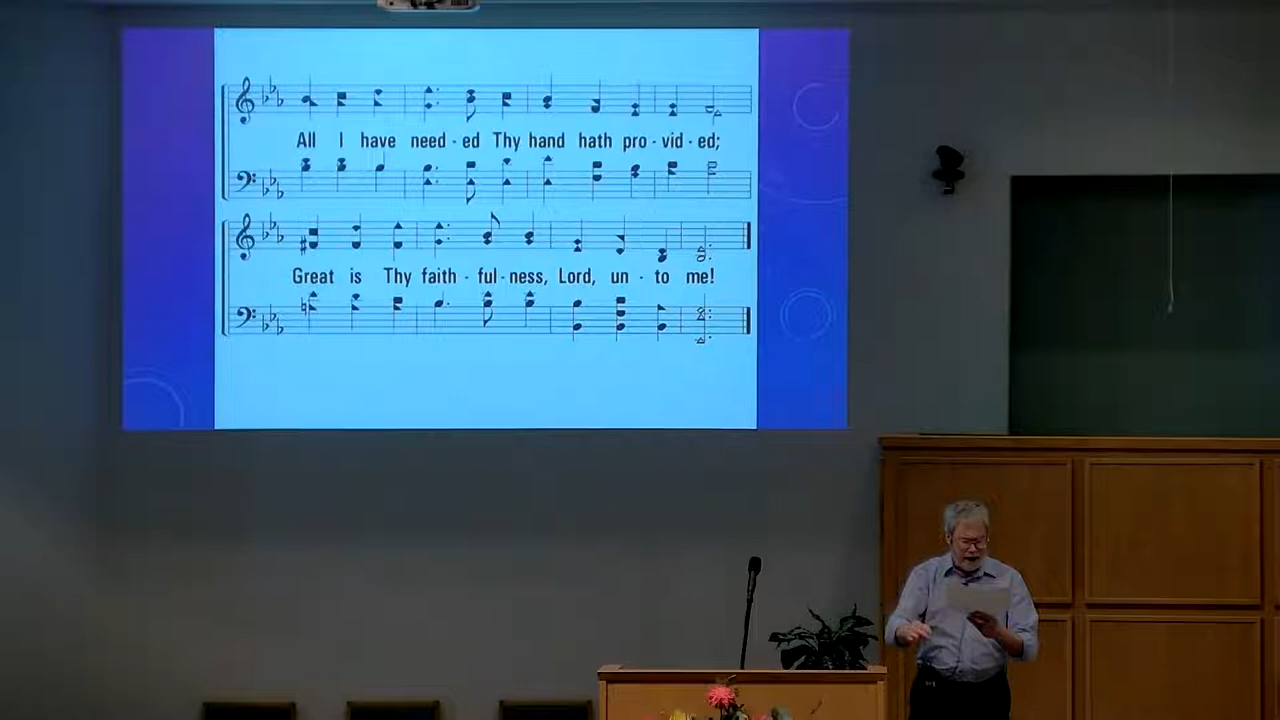 All I have need - ed Thy hand hath pro - vid - ed;
Great is Thy faith - ful - ness, Lord, un - to me!